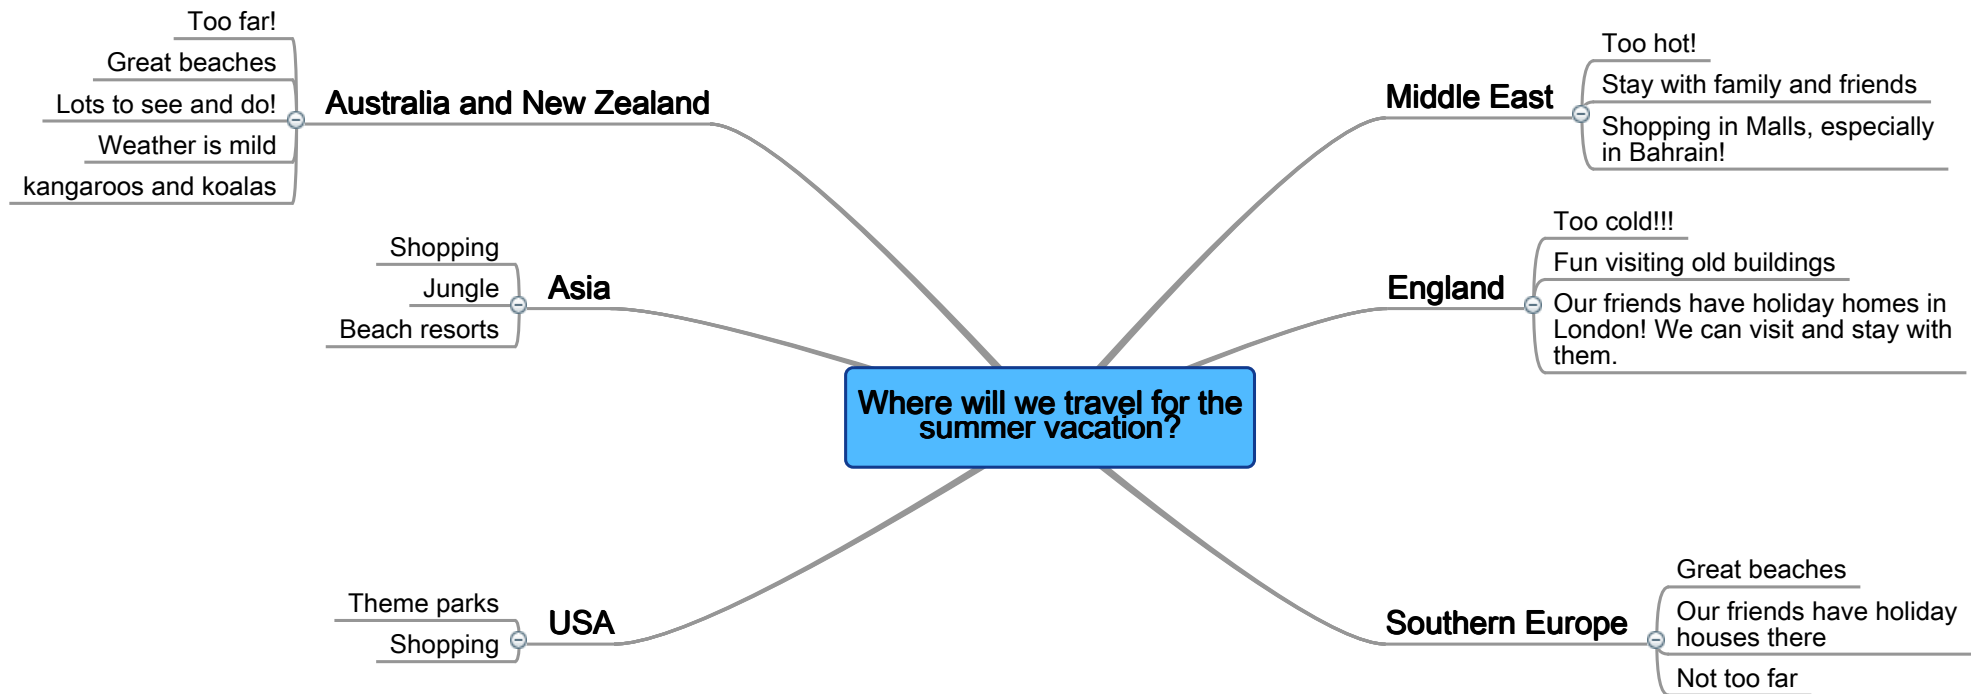 Where will we travel for the
summer vacation?
Australia and New Zealand
Too far!
Great beaches
Lots to see and do!
Weather is mild
kangaroos and koalas
Asia
Shopping
Jungle
Beach resorts
USA
Theme parks
Shopping
Middle East
Too hot!
Stay with family and friends
Shopping in Malls, especially
in Bahrain!
England
Too cold!!!
Fun visiting old buildings
Our friends have holiday homes in
London! We can visit and stay with
them.
Southern Europe
Great beaches
Our friends have holiday
houses there
Not too far